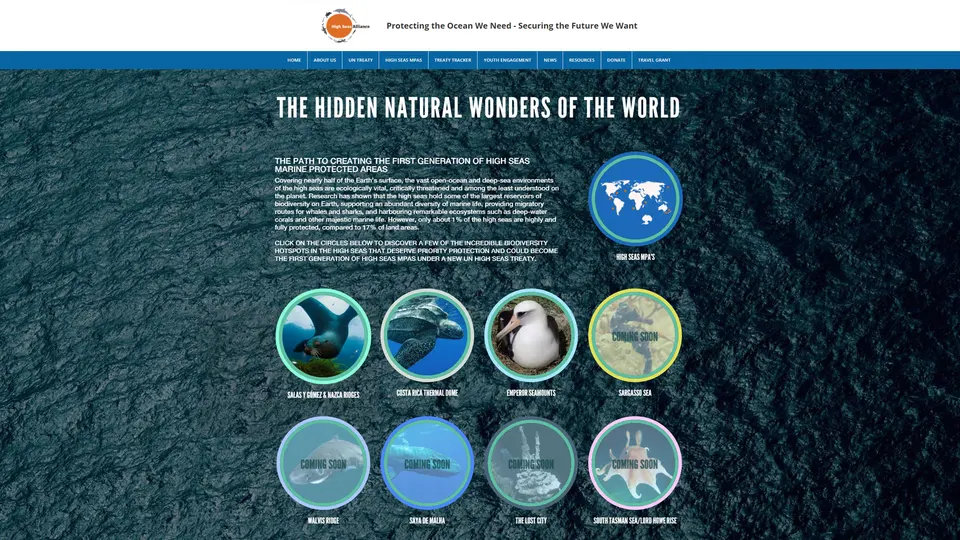 High Seas Alliance
Protecting the Ocean We Need - Securing the Future We Want
HOME
ABOUT US
UN TREATY
HIGH SEAS MPAS
TREATY TRACKER
YOUTH ENGAGEMENT
NEWS
RESOURCES
DONATE
TRAVEL GRANT
THE HIDDEN NATURAL WONDERS OF THE WORLD
THE PATH TO CREATING THE FIRST GENERATION OF HIGH SEAS
MARINE PROTECTED AREAS
Covering nearly half of the Earth's surface, the vast open-ocean and deep-sea environments
of the high seas are ecologically vital, critically threatened and among the least understood on
the planet. Research has shown that the high seas hold some of the largest reservoirs of
biodiversity on Earth, supporting an abundant diversity of marine life, providing migratory
routes for whales and sharks, and harbouring remarkable ecosystems such as deep-water
corals and other majestic marine life. However, only about 1% of the high seas are highly and
fully protected, compared to 17% of land areas.
CLICK ON THE CIRCLES BELOW TO DISCOVER A FEW OF THE INCREDIBLE BIODIVERSITY
HOTSPOTS IN THE HIGH SEAS THAT DESERVE PRIORITY PROTECTION AND COULD BECOME
THE FIRST GENERATION OF HIGH SEAS MPAS UNDER A NEW UN HIGH SEAS TREATY.
HIGH SEAS MPA'S
SALAS Y GÓMEZ & NAZCA RIDGES
COSTA RICA THERMAL DOME
EMPEROR SEAMOUNTS
COMING SOON
SARGASSO SEA
COMING SOON
WALVIS RIDGE
COMING SOON
SAYA DE MALHA
COMING SOON
THE LOST CITY
COMING SOON
SOUTH TASMAN SEA/LORD HOWE RISE